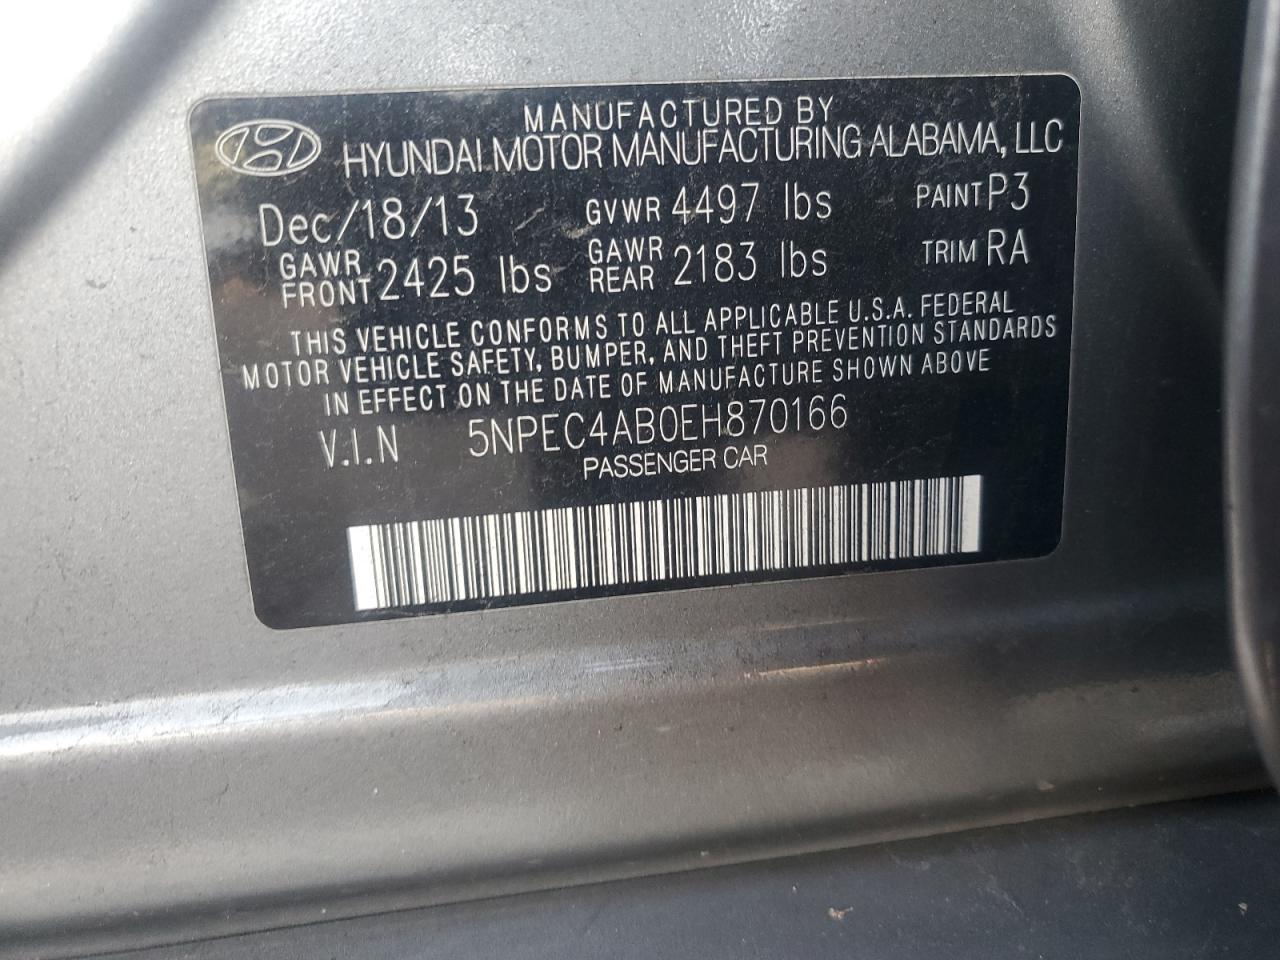 MANUFACTURED BY
HYUNDAI MOTOR MANUFACTURING ALABAMA, LLC
Dec/18/13 GVWR 4497 lbs PAINT P3
GAWR FRONT 2425 lbs GAWR REAR 2183 lbs TRIM RA
THIS VEHICLE CONFORMS TO ALL APPLICABLE U.S.A. FEDERAL
MOTOR VEHICLE SAFETY, BUMPER, AND THEFT PREVENTION STANDARDS
IN EFFECT ON THE DATE OF MANUFACTURE SHOWN ABOVE
V.I.N 5NPEC4AB0EH870166
PASSENGER CAR